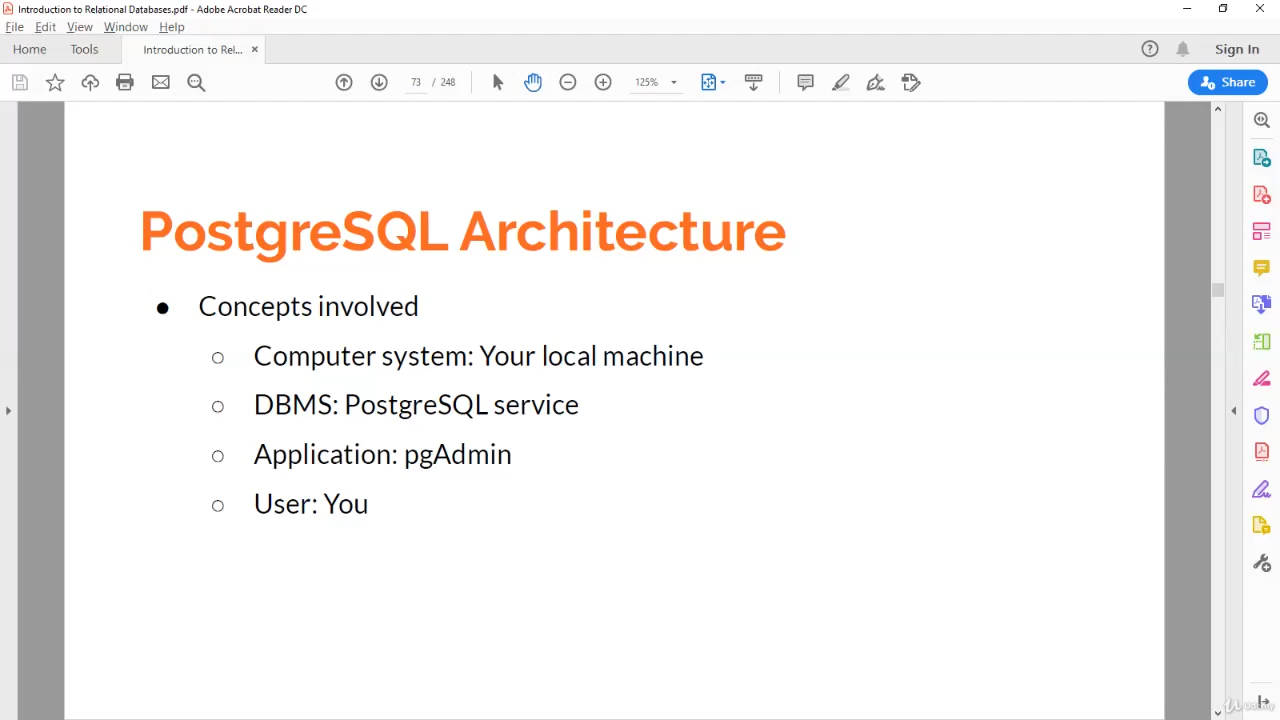 Introduction to Relational Databases.pdf - Adobe Acrobat Reader DC
File Edit View Window Help
Home Tools Introduction to Rel... × Sign In
73 / 248 125% Share
PostgreSQL Architecture
● Concepts involved
○ Computer system: Your local machine
○ DBMS: PostgreSQL service
○ Application: pgAdmin
○ User: You
Udemy